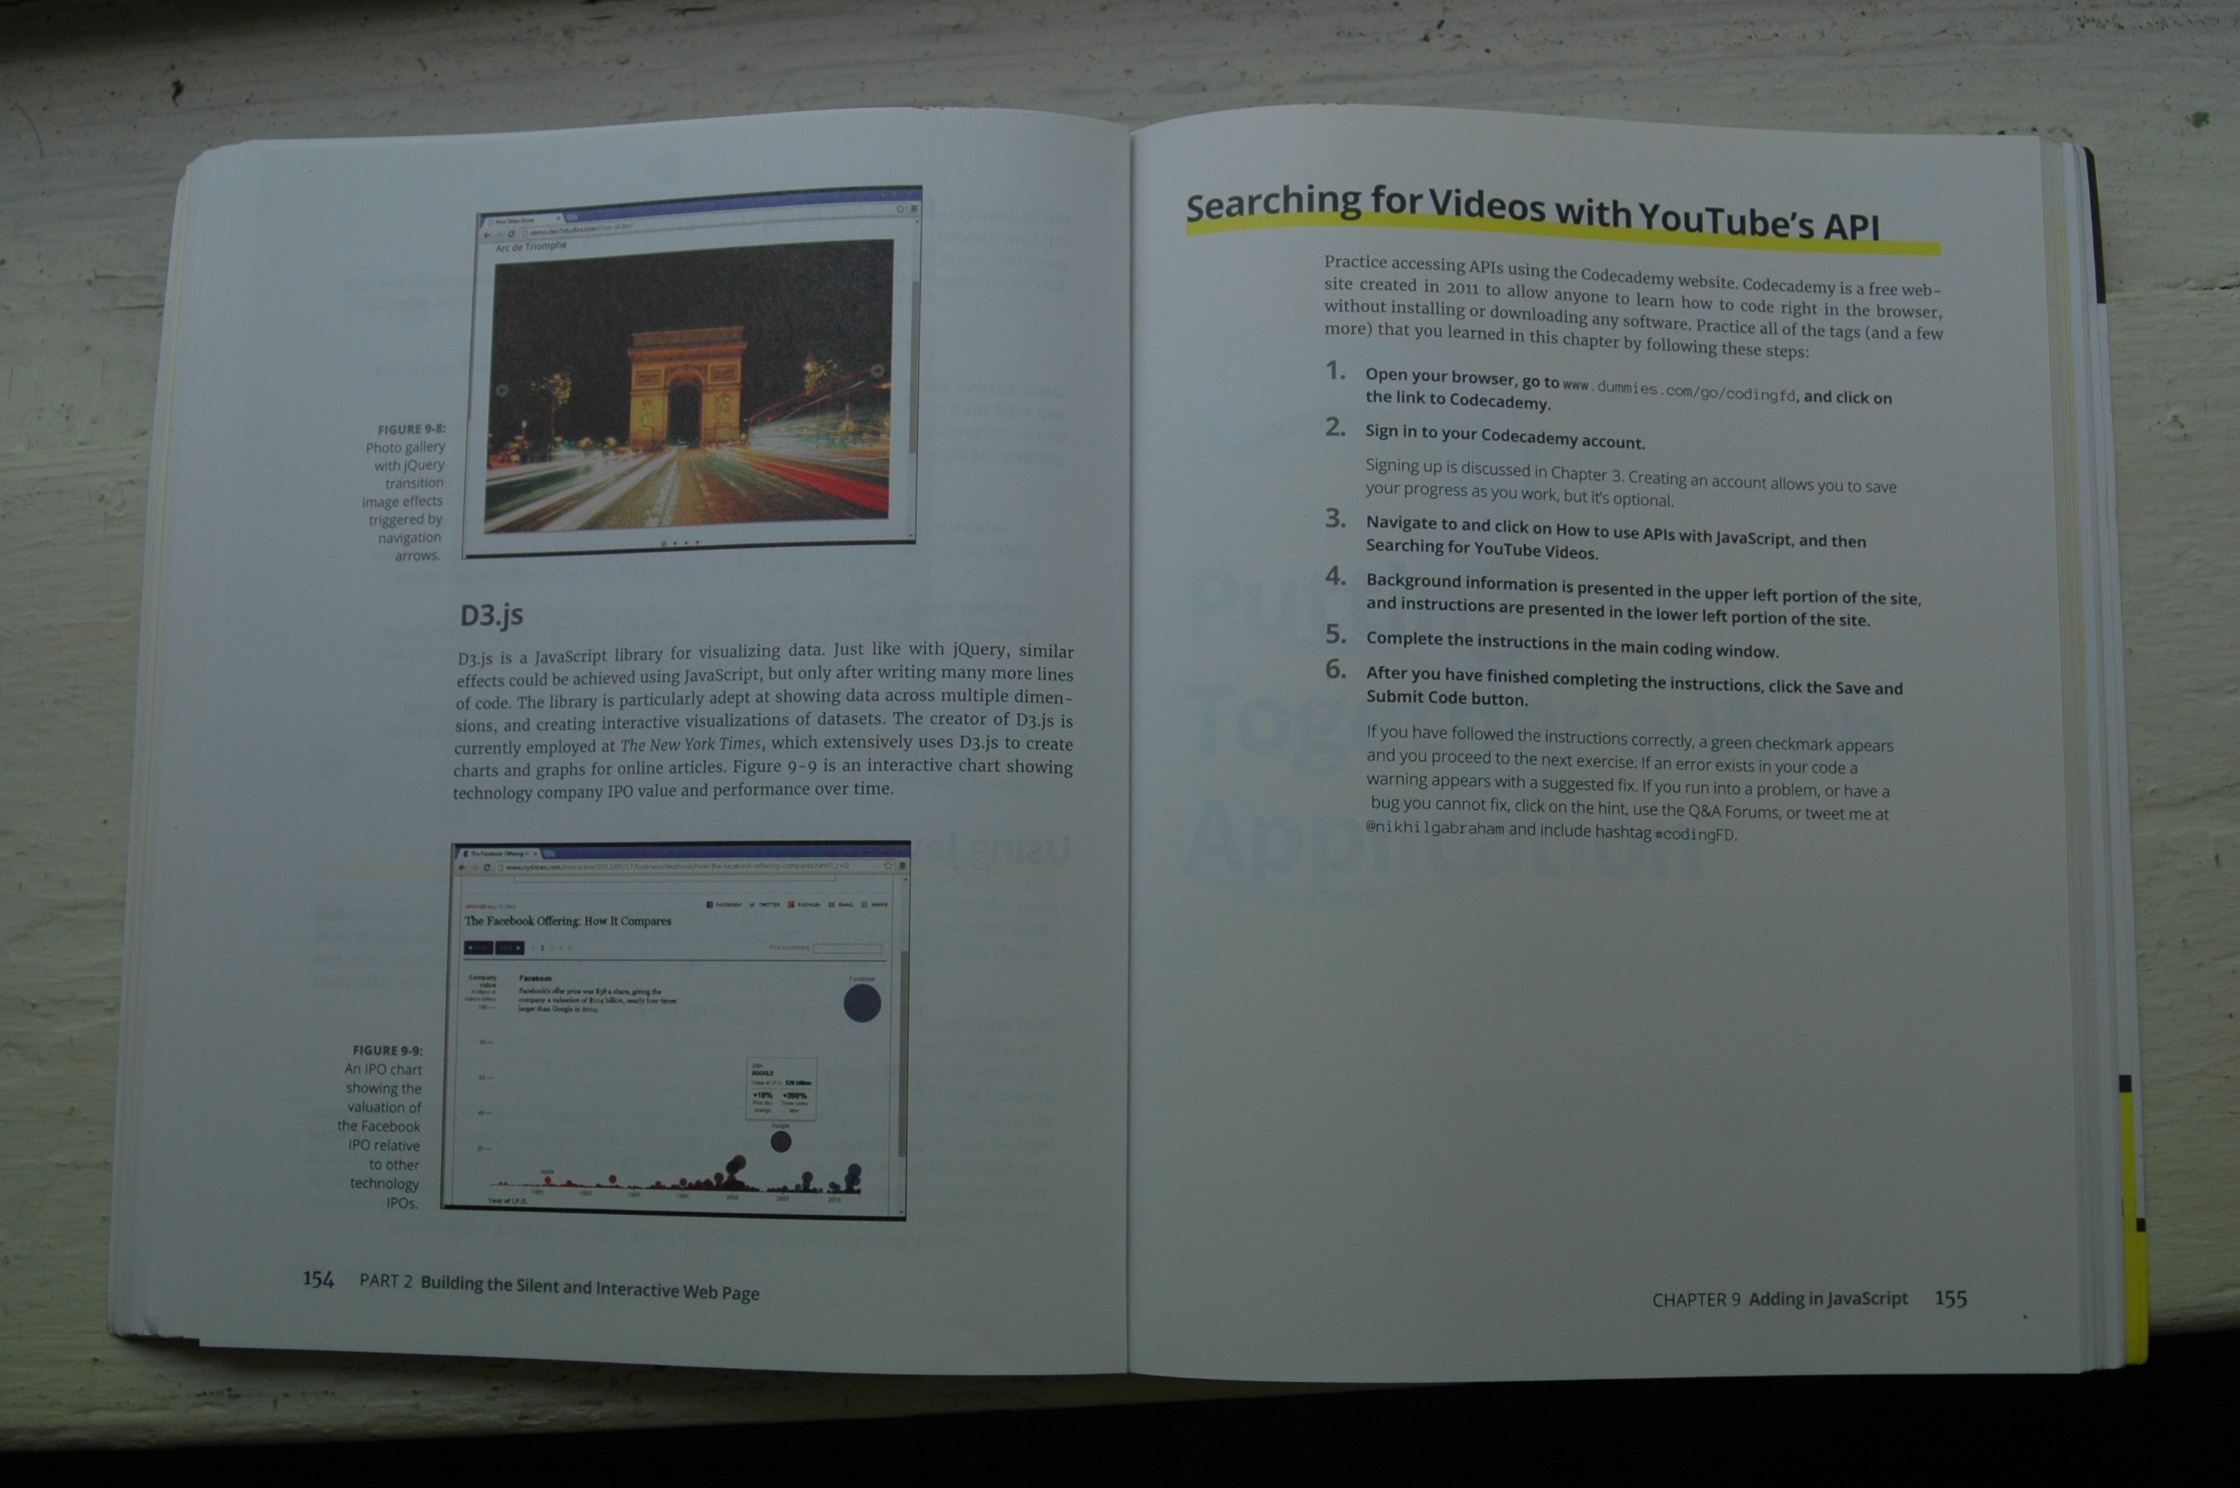 Arc de Triomphe
FIGURE 9-8:
Photo gallery
with jQuery
transition
image effects
triggered by
navigation
arrows.
D3.js
D3.js is a JavaScript library for visualizing data. Just like with jQuery, similar
effects could be achieved using JavaScript, but only after writing many more lines
of code. The library is particularly adept at showing data across multiple dimen-
sions, and creating interactive visualizations of datasets. The creator of D3.js is
currently employed at The New York Times, which extensively uses D3.js to create
charts and graphs for online articles. Figure 9-9 is an interactive chart showing
technology company IPO value and performance over time.
FACEBOOK TWITTER
The Facebook Offering: How It Compares
Facebook
Facebook
GOOGLE
Google
Year of I.P.O.
FIGURE 9-9:
An IPO chart
showing the
valuation of
the Facebook
IPO relative
to other
technology
IPOs.
154 PART 2 Building the Silent and Interactive Web Page
Searching for Videos with YouTube's API
Practice accessing APIs using the Codecademy website. Codecademy is a free web-
site created in 2011 to allow anyone to learn how to code right in the browser,
without installing or downloading any software. Practice all of the tags (and a few
more) that you learned in this chapter by following these steps:
1. Open your browser, go to www.dummies.com/go/codingfd, and click on
the link to Codecademy.
2. Sign in to your Codecademy account.
Signing up is discussed in Chapter 3. Creating an account allows you to save
your progress as you work, but it's optional.
3. Navigate to and click on How to use APIs with JavaScript, and then
Searching for YouTube Videos.
4. Background information is presented in the upper left portion of the site,
and instructions are presented in the lower left portion of the site.
5. Complete the instructions in the main coding window.
6. After you have finished completing the instructions, click the Save and
Submit Code button.
If you have followed the instructions correctly, a green checkmark appears
and you proceed to the next exercise. If an error exists in your code a
warning appears with a suggested fix. If you run into a problem, or have a
bug you cannot fix, click on the hint, use the Q&A Forums, or tweet me at
@nikhilgabraham and include hashtag #codingFD.
CHAPTER 9 Adding in JavaScript 155